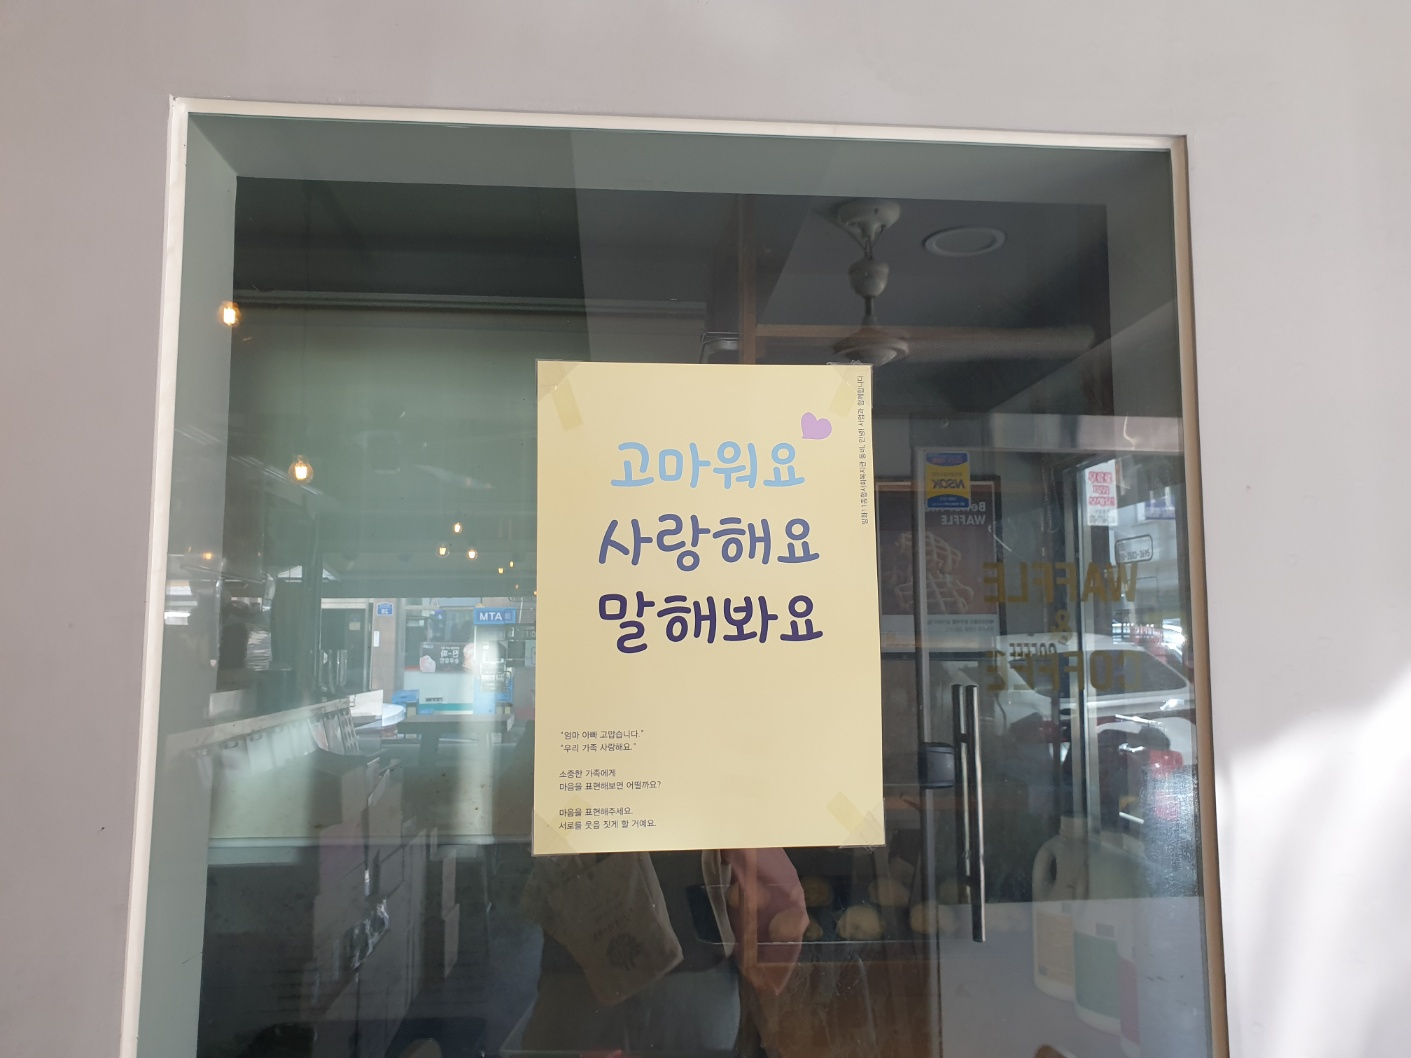 고마워요
사랑해요
말해봐요
"엄마 아빠 고맙습니다."
"우리 가족 사랑해요."
소중한 가족에게
마음을 표현해보면 어떨까요?
마음을 표현해주세요.
서로를 웃음 짓게 할 거예요.
MTA
NSOK
WAFFLE
WAFFLE
&
COFFEE